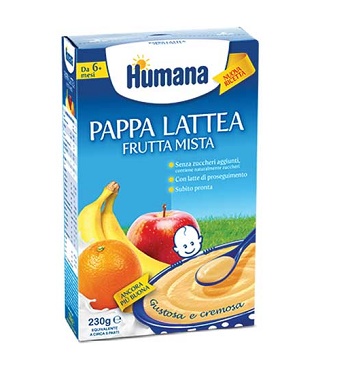 Da 6+
mesi
Humana
NUOVA
RICETTA
PAPPA LATTEA
FRUTTA MISTA
• Senza zuccheri aggiunti,
contiene naturalmente zuccheri
• Con latte di proseguimento
• Subito pronta
ANCORA
PIÙ BUONA
Gustosa e cremosa
230g e
EQUIVALENTE
A CIRCA 9 PASTI